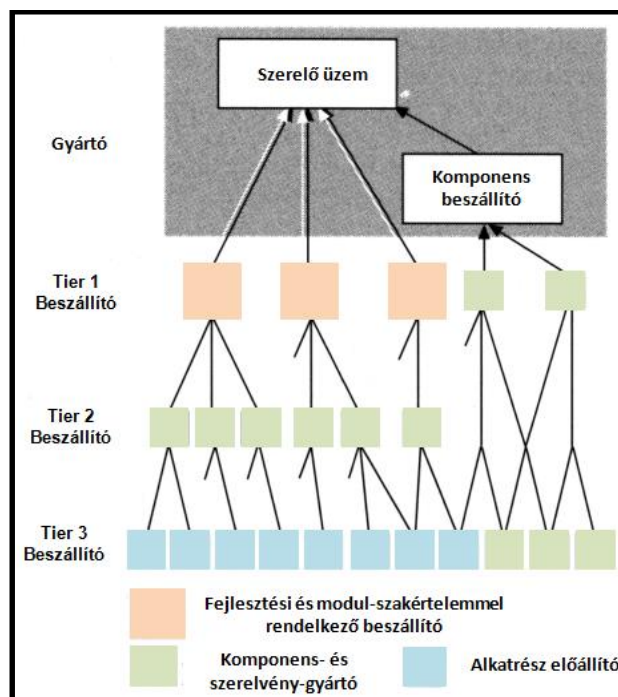 Szerelő üzem
Gyártó
Komponens
beszállító
Tier 1
Beszállító
Tier 2
Beszállító
Tier 3
Beszállító
Fejlesztési és modul-szakértelemmel
rendelkező beszállító
Komponens- és
szerelvény-gyártó
Alkatrész előállító